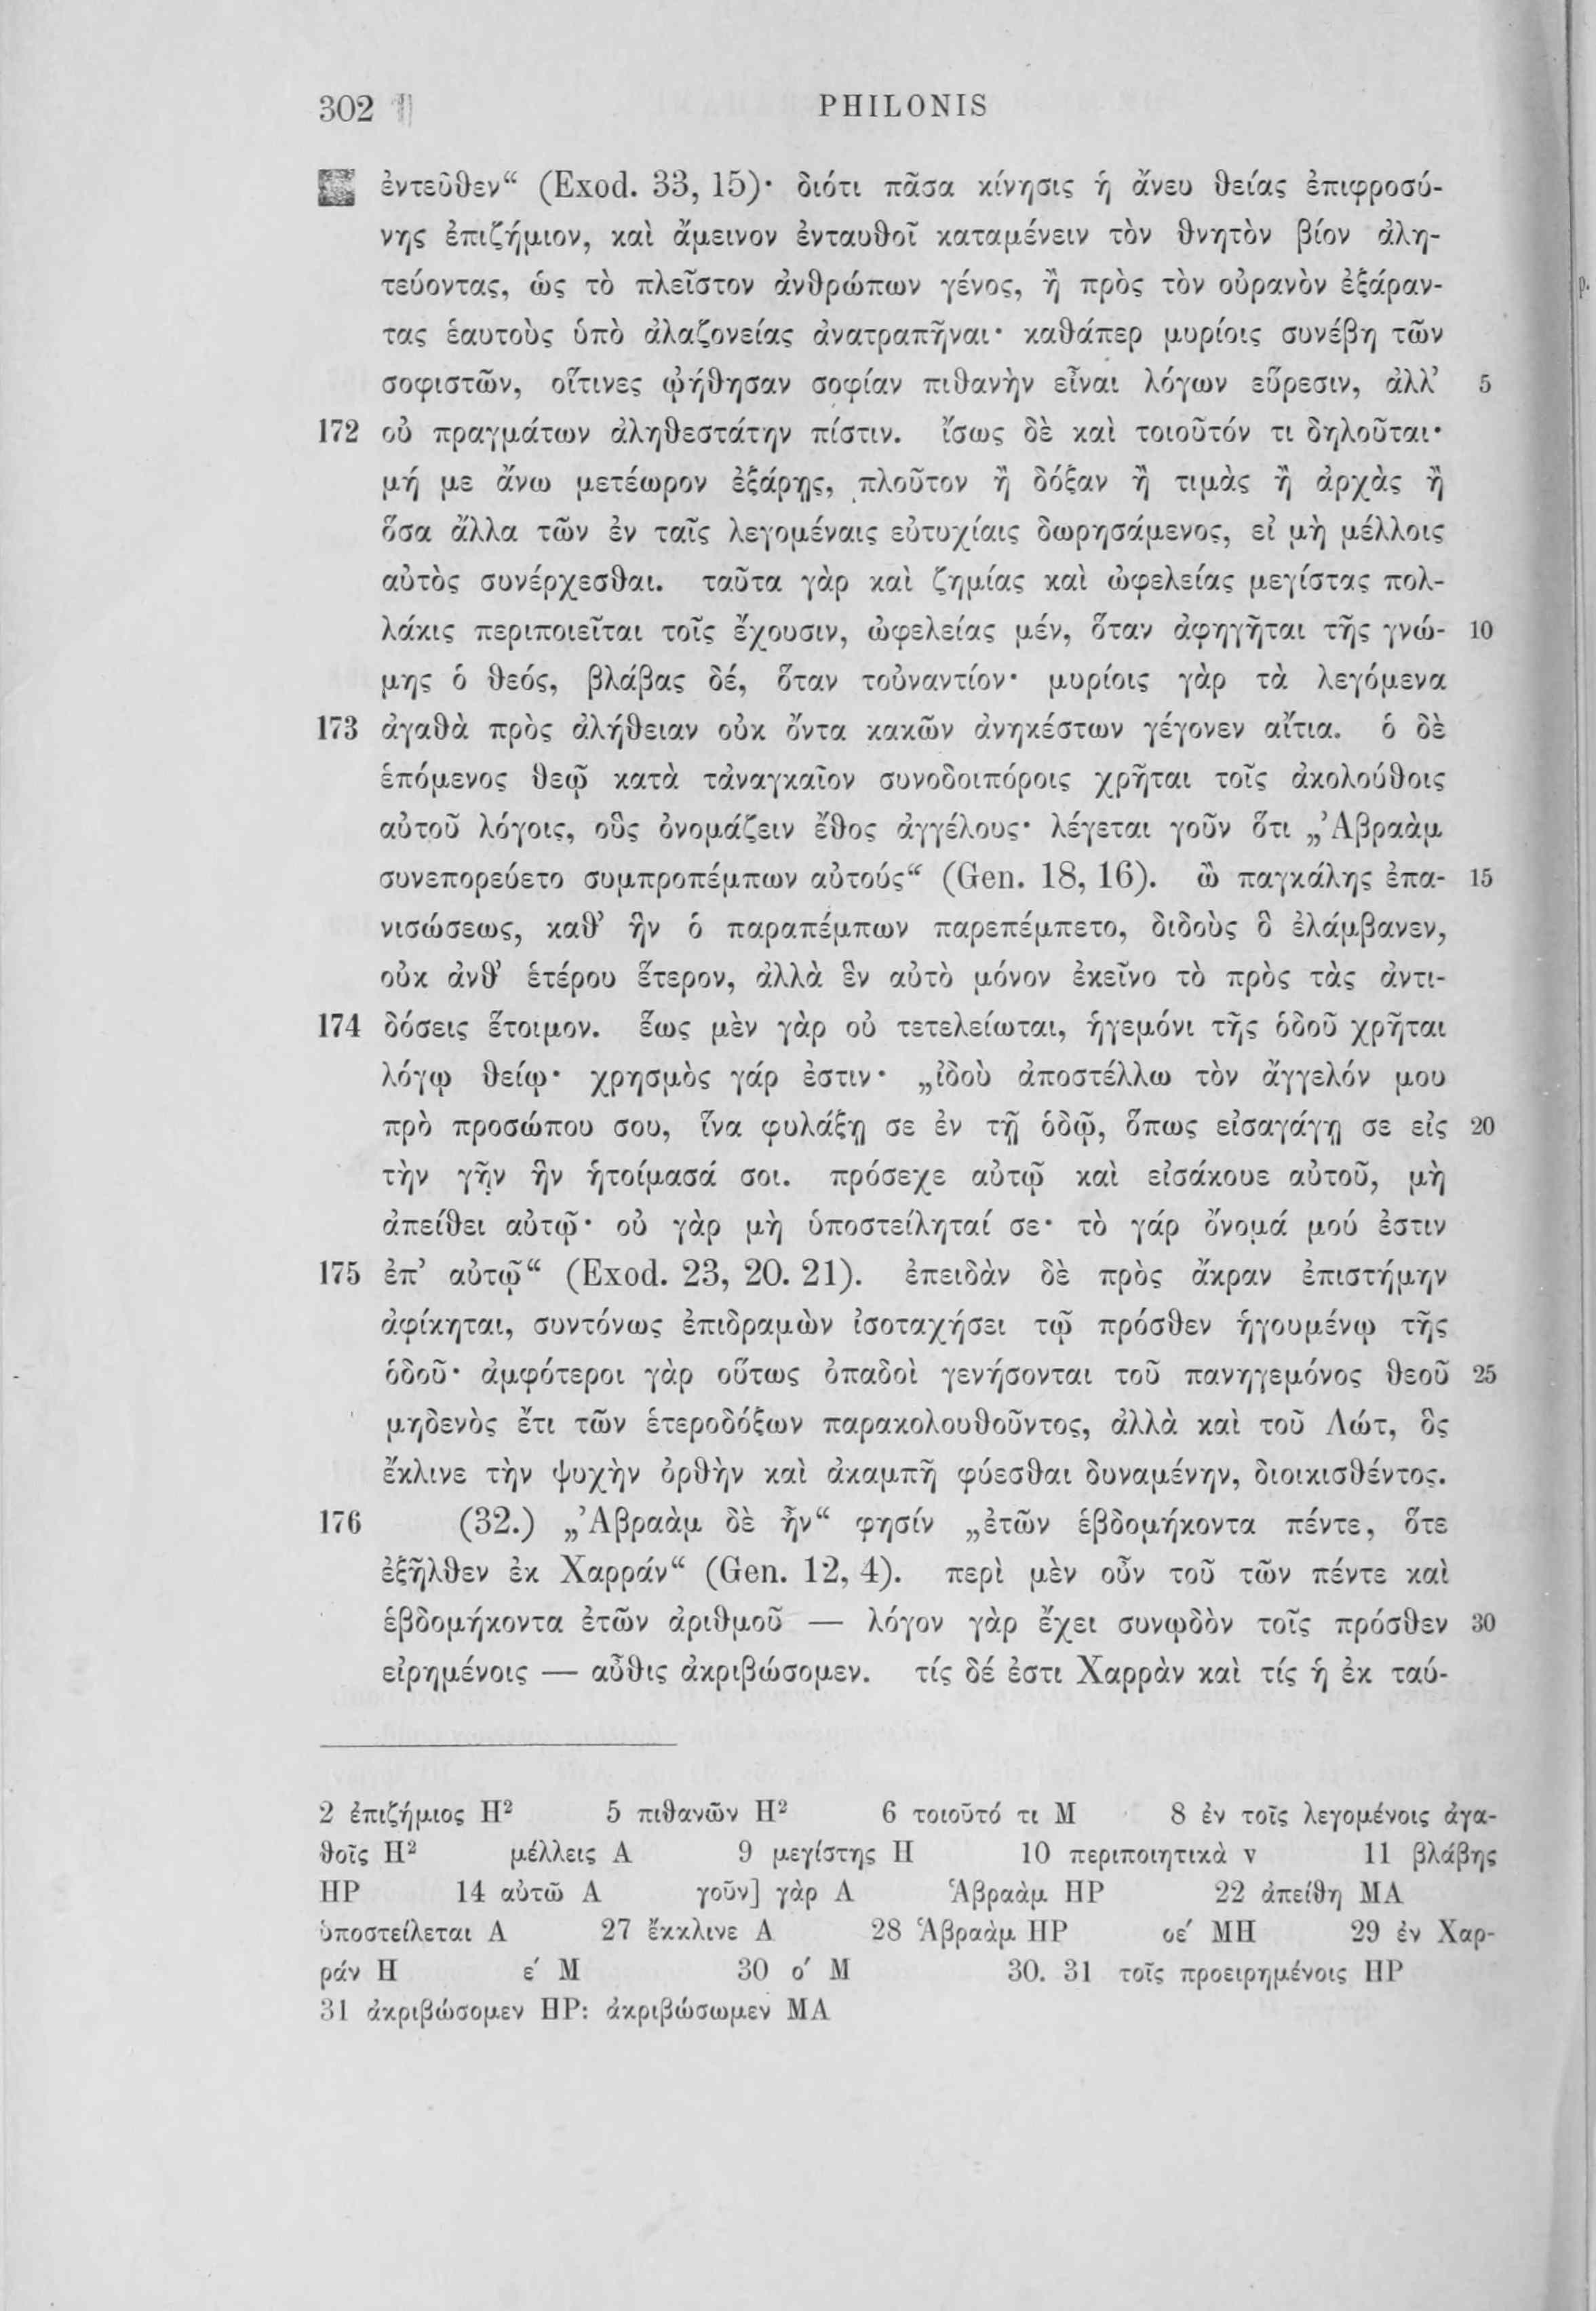 302
PHILONIS
ἐντεῦθεν“ (Exod. 33, 15)· διότι πᾶσα κίνησις ἡ ἄνευ θείας ἐπιφροσύ-
νης ἐπιζήμιον, καὶ ἄμεινον ἐνταυθοῖ καταμένειν τὸν θνητὸν βίον ἀλη-
τεύοντας, ὡς τὸ πλεῖστον ἀνθρώπων γένος, ἢ πρὸς τὸν οὐρανὸν ἐξάραν-
τας ἑαυτοὺς ὑπὸ ἀλαζονείας ἀνατραπῆναι· καθάπερ μυρίοις συνέβη τῶν
σοφιστῶν, οἵτινες ᾠήθησαν σοφίαν πιθανὴν εἶναι λόγων εὕρεσιν, ἀλλ’ 5
172 οὐ πραγμάτων ἀληθεστάτην πίστιν. ἴσως δὲ καὶ τοιοῦτόν τι δηλοῦται·
μή με ἄνω μετέωρον ἐξάρῃς, πλοῦτον ἢ δόξαν ἢ τιμὰς ἢ ἀρχὰς ἢ
ὅσα ἄλλα τῶν ἐν ταῖς λεγομέναις εὐτυχίαις δωρησάμενος, εἰ μὴ μέλλοις
αὐτὸς συνέρχεσθαι. ταῦτα γὰρ καὶ ζημίας καὶ ὠφελείας μεγίστας πολ-
λάκις περιποιεῖται τοῖς ἔχουσιν, ὠφελείας μέν, ὅταν ἀφηγῆται τῆς γνώ- 10
μης ὁ θεός, βλάβας δέ, ὅταν τοὐναντίον· μυρίοις γὰρ τὰ λεγόμενα
173 ἀγαθὰ πρὸς ἀλήθειαν οὐκ ὄντα κακῶν ἀνηκέστων γέγονεν αἴτια. ὁ δὲ
ἑπόμενος θεῷ κατὰ τἀναγκαῖον συνοδοιπόροις χρῆται τοῖς ἀκολούθοις
αὐτοῦ λόγοις, οὓς ὀνομάζειν ἔθος ἀγγέλους· λέγεται γοῦν ὅτι „Ἀβραὰμ
συνεπορεύετο συμπροπέμπων αὐτούς“ (Gen. 18, 16). ὢ παγκάλης ἐπα- 15
νισώσεως, καθ’ ἣν ὁ παραπέμπων παρεπέμπετο, διδοὺς ὃ ἐλάμβανεν,
οὐκ ἀνθ’ ἑτέρου ἕτερον, ἀλλὰ ἓν αὐτὸ μόνον ἐκεῖνο τὸ πρὸς τὰς ἀντι-
174 δόσεις ἕτοιμον. ἕως μὲν γὰρ οὐ τετελείωται, ἡγεμόνι τῆς ὁδοῦ χρῆται
λόγῳ θείῳ· χρησμὸς γάρ ἐστιν· „ἰδοὺ ἀποστέλλω τὸν ἄγγελόν μου
πρὸ προσώπου σου, ἵνα φυλάξῃ σε ἐν τῇ ὁδῷ, ὅπως εἰσαγάγῃ σε εἰς 20
τὴν γῆν ἣν ἡτοίμασά σοι. πρόσεχε αὐτῷ καὶ εἰσάκουε αὐτοῦ, μὴ
ἀπείθει αὐτῷ· οὐ γὰρ μὴ ὑποστείληταί σε· τὸ γάρ ὄνομά μού ἐστιν
175 ἐπ’ αὐτῷ“ (Exod. 23, 20. 21). ἐπειδὰν δὲ πρὸς ἄκραν ἐπιστήμην
ἀφίκηται, συντόνως ἐπιδραμὼν ἰσοταχήσει τῷ πρόσθεν ἡγουμένῳ τῆς
ὁδοῦ· ἀμφότεροι γὰρ οὕτως ὀπαδοὶ γενήσονται τοῦ πανηγεμόνος θεοῦ 25
μηδενὸς ἔτι τῶν ἑτεροδόξων παρακολουθοῦντος, ἀλλὰ καὶ τοῦ Λώτ, ὃς
ἔκλινε τὴν ψυχὴν ὀρθὴν καὶ ἀκαμπῆ φύεσθαι δυναμένην, διοικισθέντος.
176 (32.) „Ἀβραὰμ δὲ ἦν“ φησίν „ἐτῶν ἑβδομήκοντα πέντε, ὅτε
ἐξῆλθεν ἐκ Χαρράν“ (Gen. 12, 4). περὶ μὲν οὖν τοῦ τῶν πέντε καὶ
ἑβδομήκοντα ἐτῶν ἀριθμοῦ — λόγον γὰρ ἔχει συνῳδὸν τοῖς πρόσθεν 30
εἰρημένοις — αὖθις ἀκριβώσομεν. τίς δέ ἐστι Χαρρὰν καὶ τίς ἡ ἐκ ταύ-
2 ἐπιζήμιος H² 5 πιθανῶν H² 6 τοιοῦτό τι M 8 ἐν τοῖς λεγομένοις ἀγα-
θοῖς H² μέλλεις A 9 μεγίστης H 10 περιποιητικὰ v 11 βλάβης
HP 14 αὐτῶ A γοῦν] γὰρ A Ἁβραὰμ HP 22 ἀπείθη MA
ὑποστείλεται A 27 ἔκκλινε A 28 Ἁβραὰμ HP οε′ MH 29 ἐν Χαρ-
ράν H ε′ M 30 ο′ M 30. 31 τοῖς προειρημένοις HP
31 ἀκριβώσομεν HP: ἀκριβώσωμεν MA